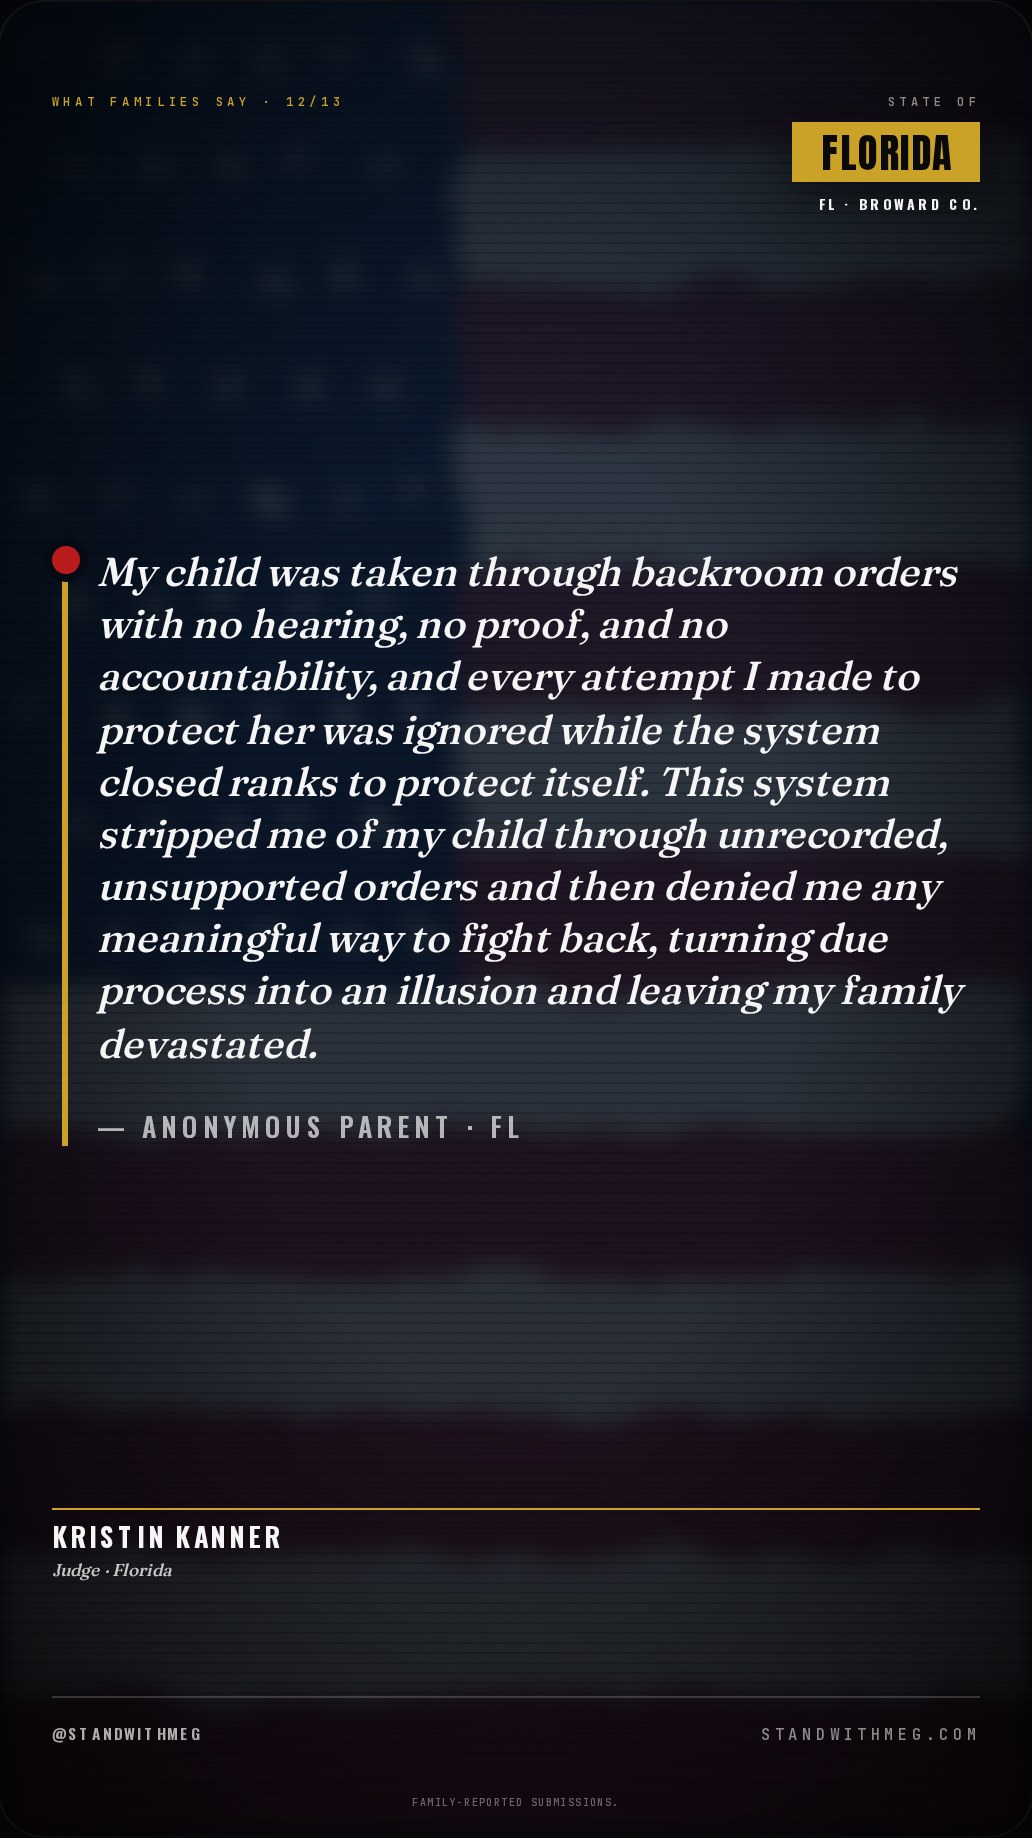 WHAT FAMILIES SAY · 12/13
STATE OF
FLORIDA
FL · BROWARD CO.
My child was taken through backroom orders
with no hearing, no proof, and no
accountability, and every attempt I made to
protect her was ignored while the system
closed ranks to protect itself. This system
stripped me of my child through unrecorded,
unsupported orders and then denied me any
meaningful way to fight back, turning due
process into an illusion and leaving my family
devastated.
— ANONYMOUS PARENT · FL
KRISTIN KANNER
Judge · Florida
@STANDWITHMEG
STANDWITHMEG.COM
FAMILY-REPORTED SUBMISSIONS.